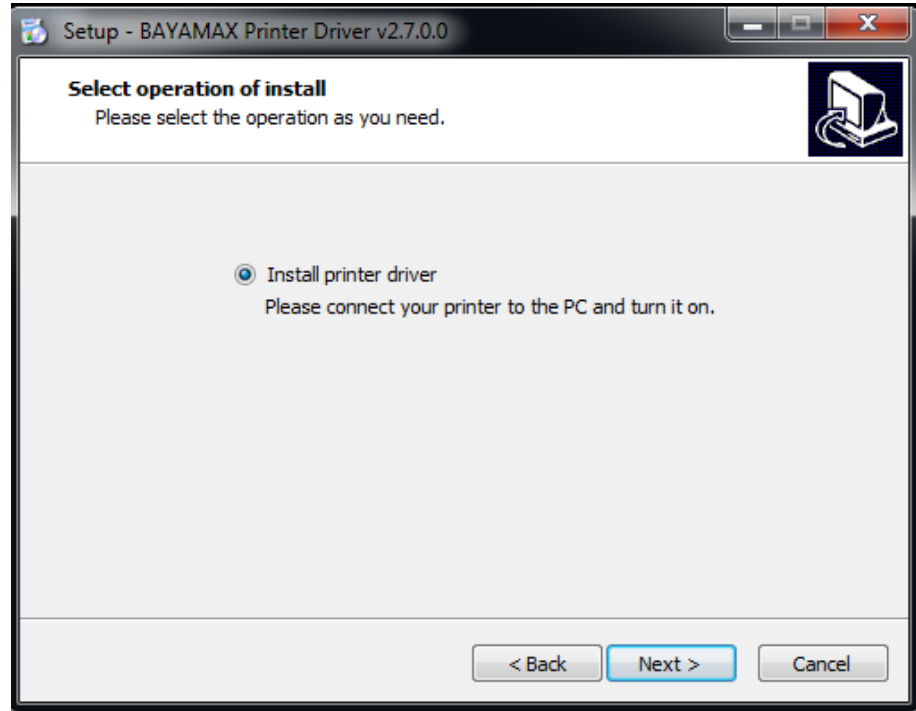 Setup - BAYAMAX Printer Driver v2.7.0.0
Select operation of install
Please select the operation as you need.
Install printer driver
Please connect your printer to the PC and turn it on.
< Back
Next >
Cancel